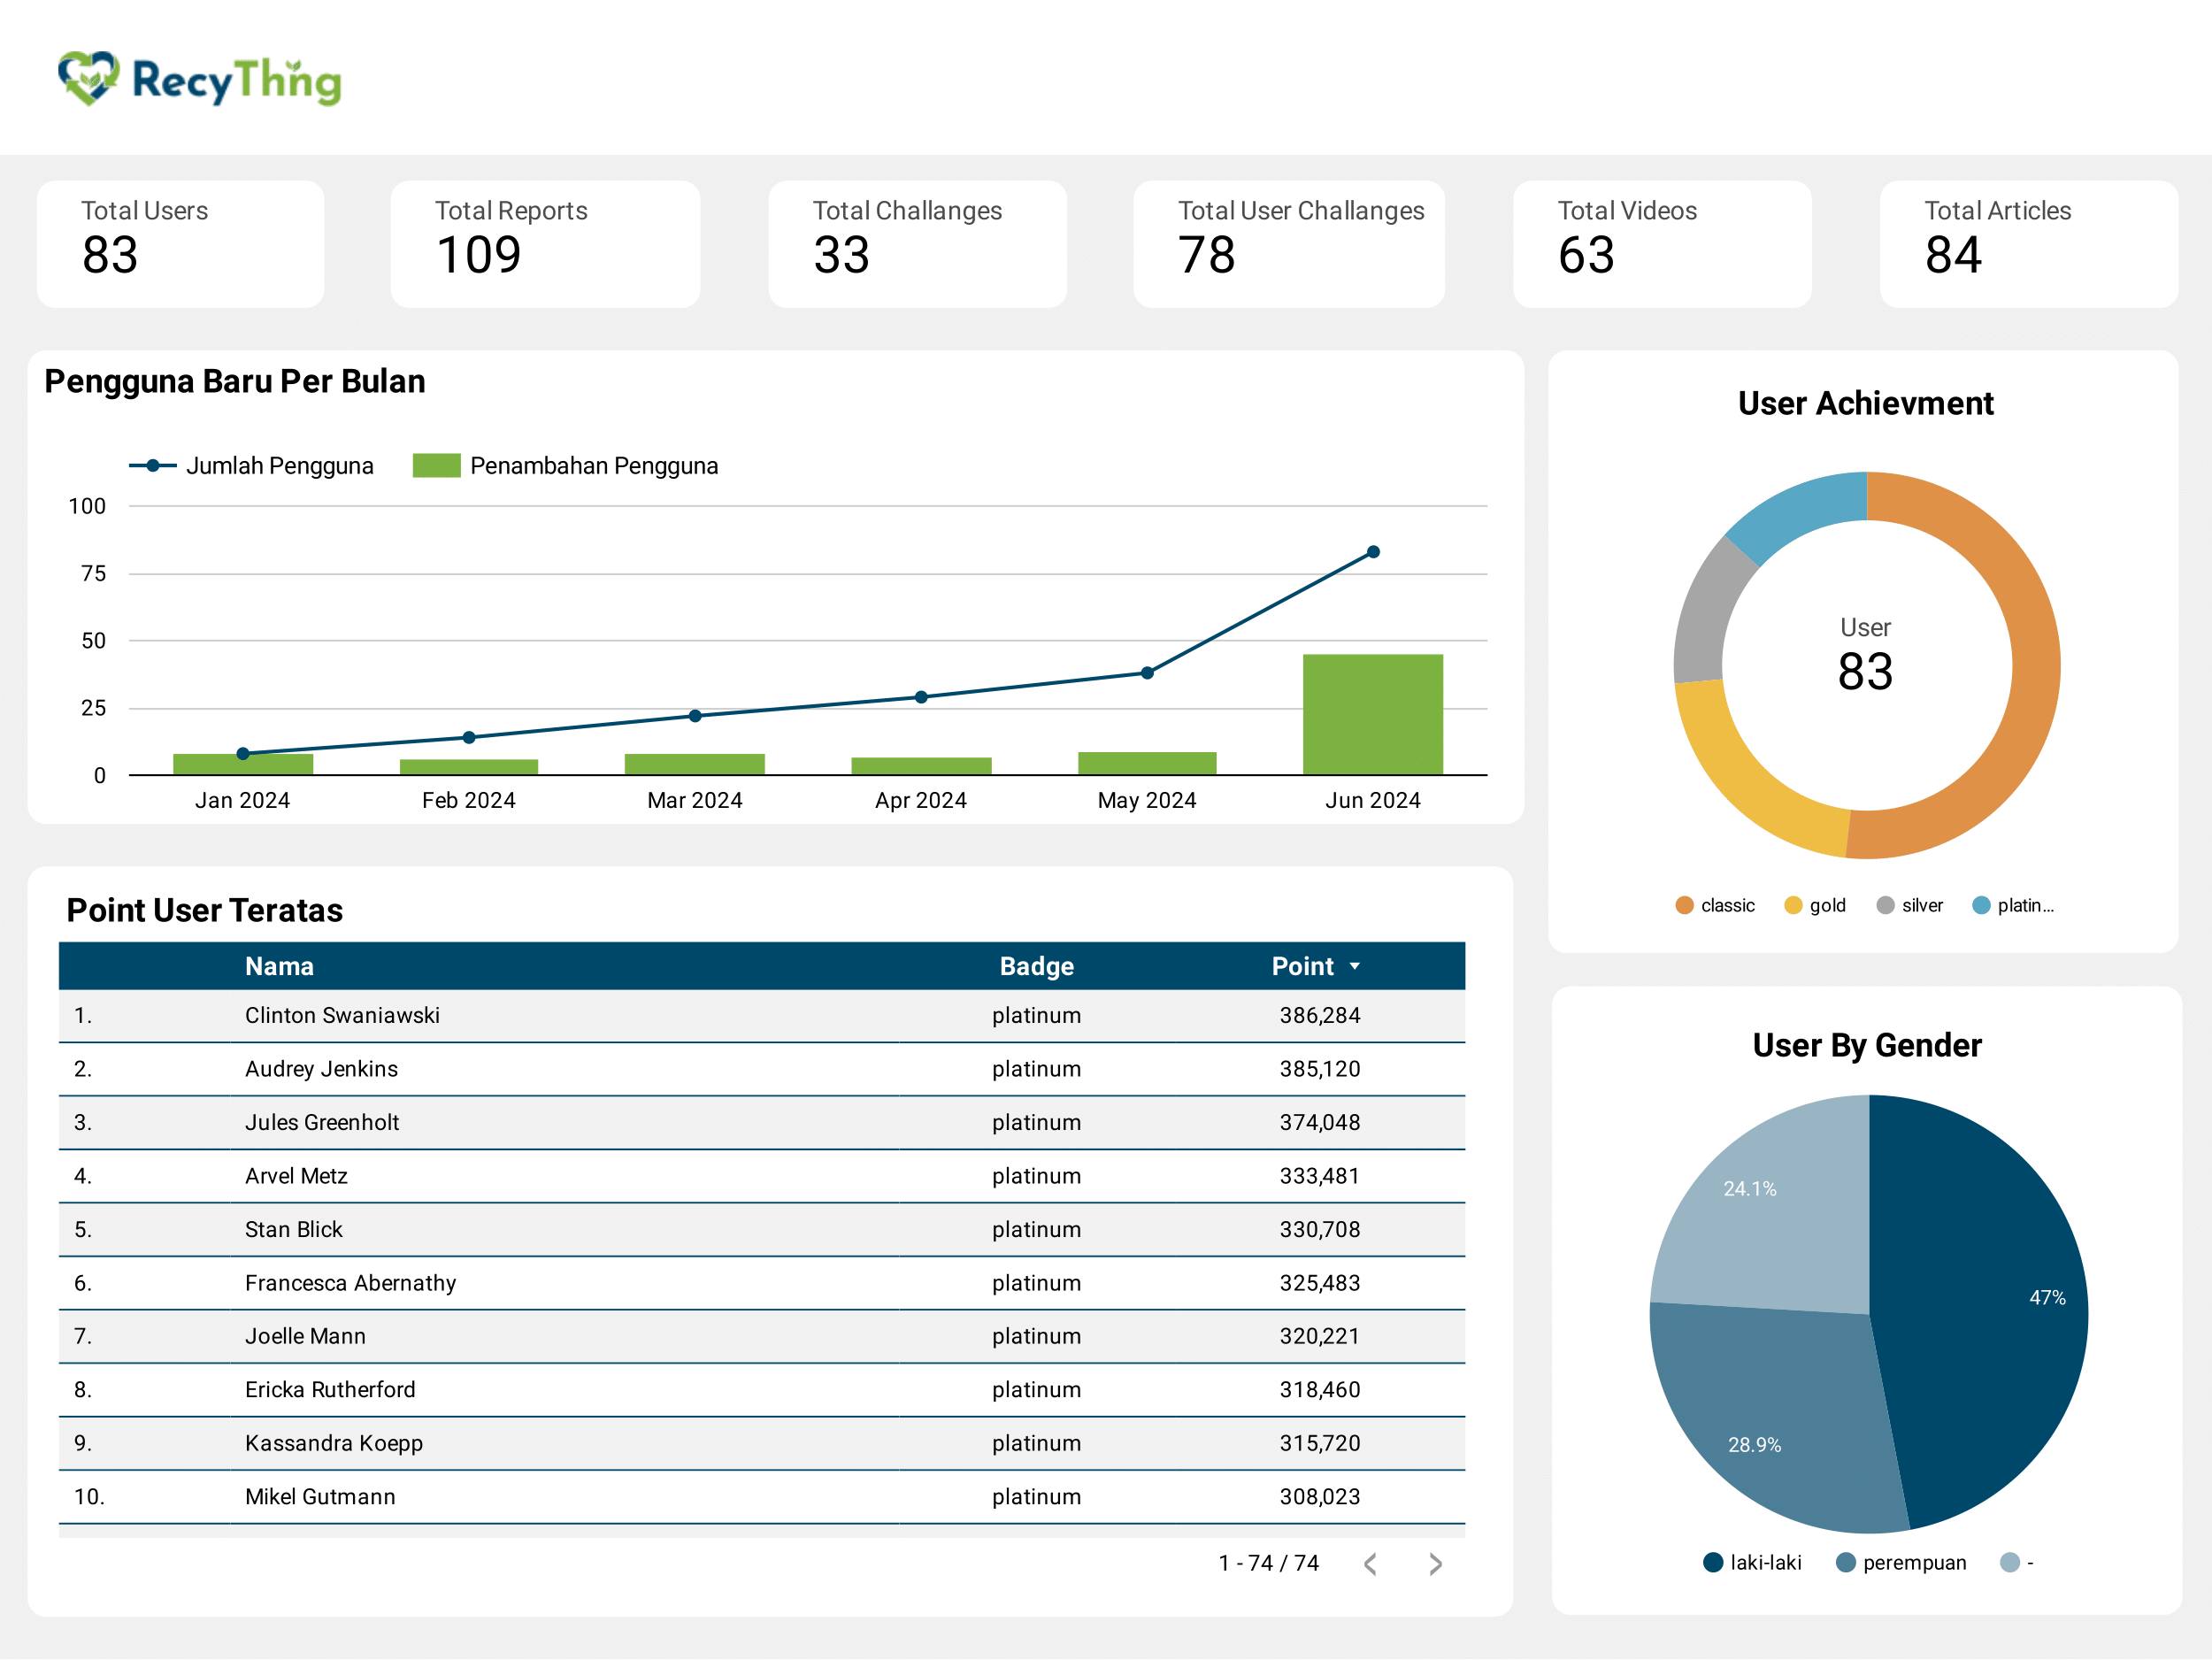 RecyThing
Total Users
83
Total Reports
109
Total Challanges
33
Total User Challanges
78
Total Videos
63
Total Articles
84
Pengguna Baru Per Bulan
Jumlah Pengguna Penambahan Pengguna
100
75
50
25
0
Jan 2024 Feb 2024 Mar 2024 Apr 2024 May 2024 Jun 2024
User Achievment
User
83
classic gold silver platin...
Point User Teratas
Nama Badge Point
1. Clinton Swaniawski platinum 386,284
2. Audrey Jenkins platinum 385,120
3. Jules Greenholt platinum 374,048
4. Arvel Metz platinum 333,481
5. Stan Blick platinum 330,708
6. Francesca Abernathy platinum 325,483
7. Joelle Mann platinum 320,221
8. Ericka Rutherford platinum 318,460
9. Kassandra Koepp platinum 315,720
10. Mikel Gutmann platinum 308,023
1 - 74 / 74
User By Gender
24.1%
47%
28.9%
laki-laki perempuan -